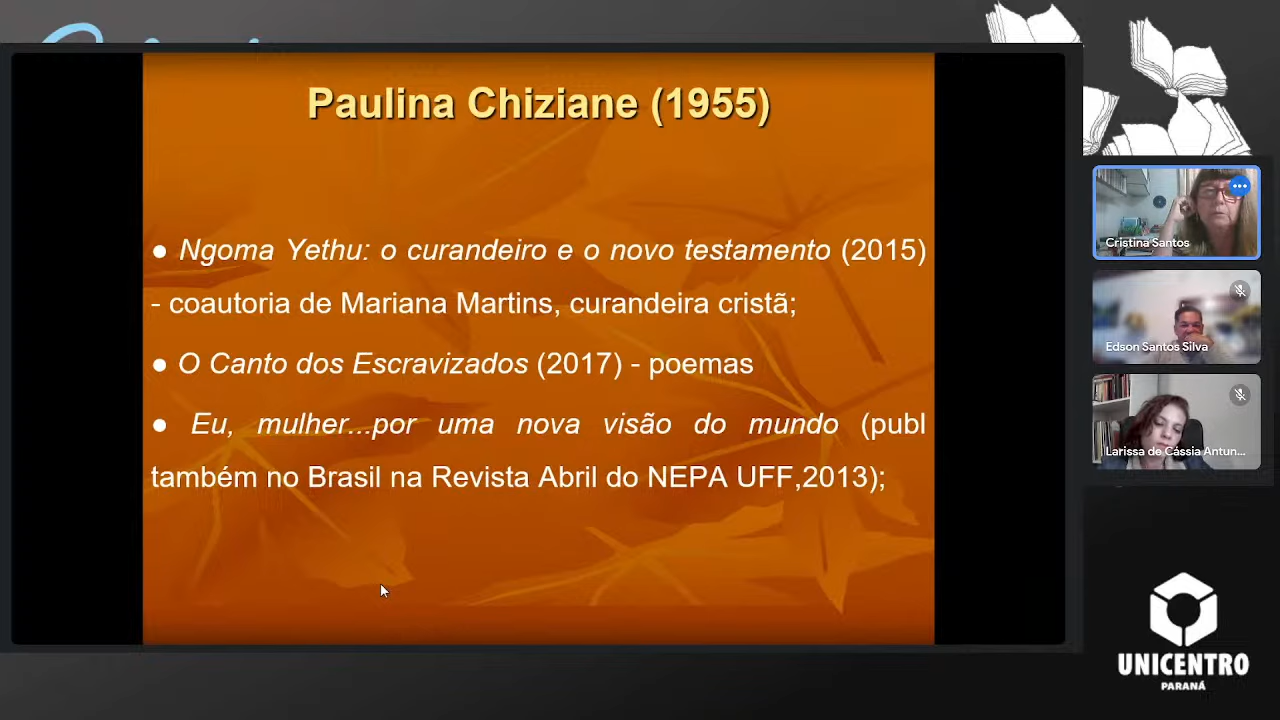 Paulina Chiziane (1955)
● Ngoma Yethu: o curandeiro e o novo testamento (2015)
- coautoria de Mariana Martins, curandeira cristã;
● O Canto dos Escravizados (2017) - poemas
● Eu, mulher...por uma nova visão do mundo (publ
também no Brasil na Revista Abril do NEPA UFF,2013);
Cristina Santos
Edson Santos Silva
Larissa de Cássia Antun...
UNICENTRO
PARANÁ